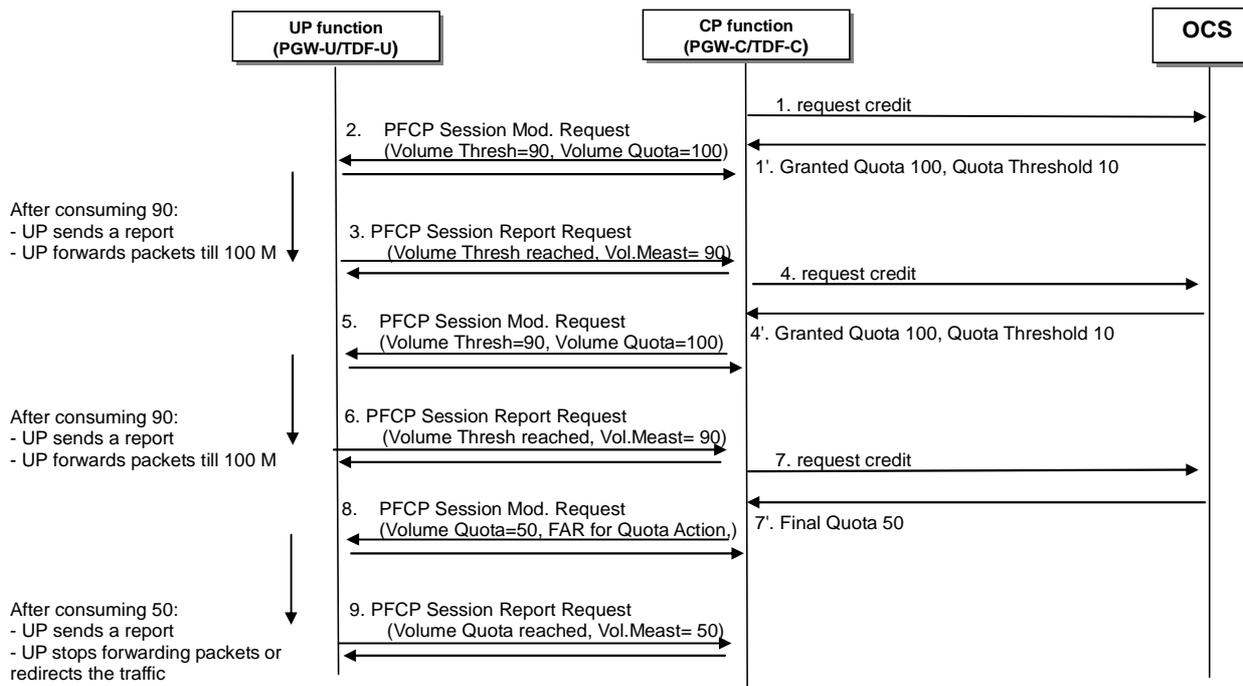 UP function
(PGW-U/TDF-U)
CP function
(PGW-C/TDF-C)
OCS
1. request credit
2. PFCP Session Mod. Request
(Volume Thresh=90, Volume Quota=100)
1'. Granted Quota 100, Quota Threshold 10
After consuming 90:
- UP sends a report
- UP forwards packets till 100 M
3. PFCP Session Report Request
(Volume Thresh reached, Vol.Meast= 90)
4. request credit
5. PFCP Session Mod. Request
(Volume Thresh=90, Volume Quota=100)
4'. Granted Quota 100, Quota Threshold 10
After consuming 90:
- UP sends a report
- UP forwards packets till 100 M
6. PFCP Session Report Request
(Volume Thresh reached, Vol.Meast= 90)
7. request credit
8. PFCP Session Mod. Request
(Volume Quota=50, FAR for Quota Action,)
7'. Final Quota 50
After consuming 50:
- UP sends a report
- UP stops forwarding packets or
redirects the traffic
9. PFCP Session Report Request
(Volume Quota reached, Vol.Meast= 50)